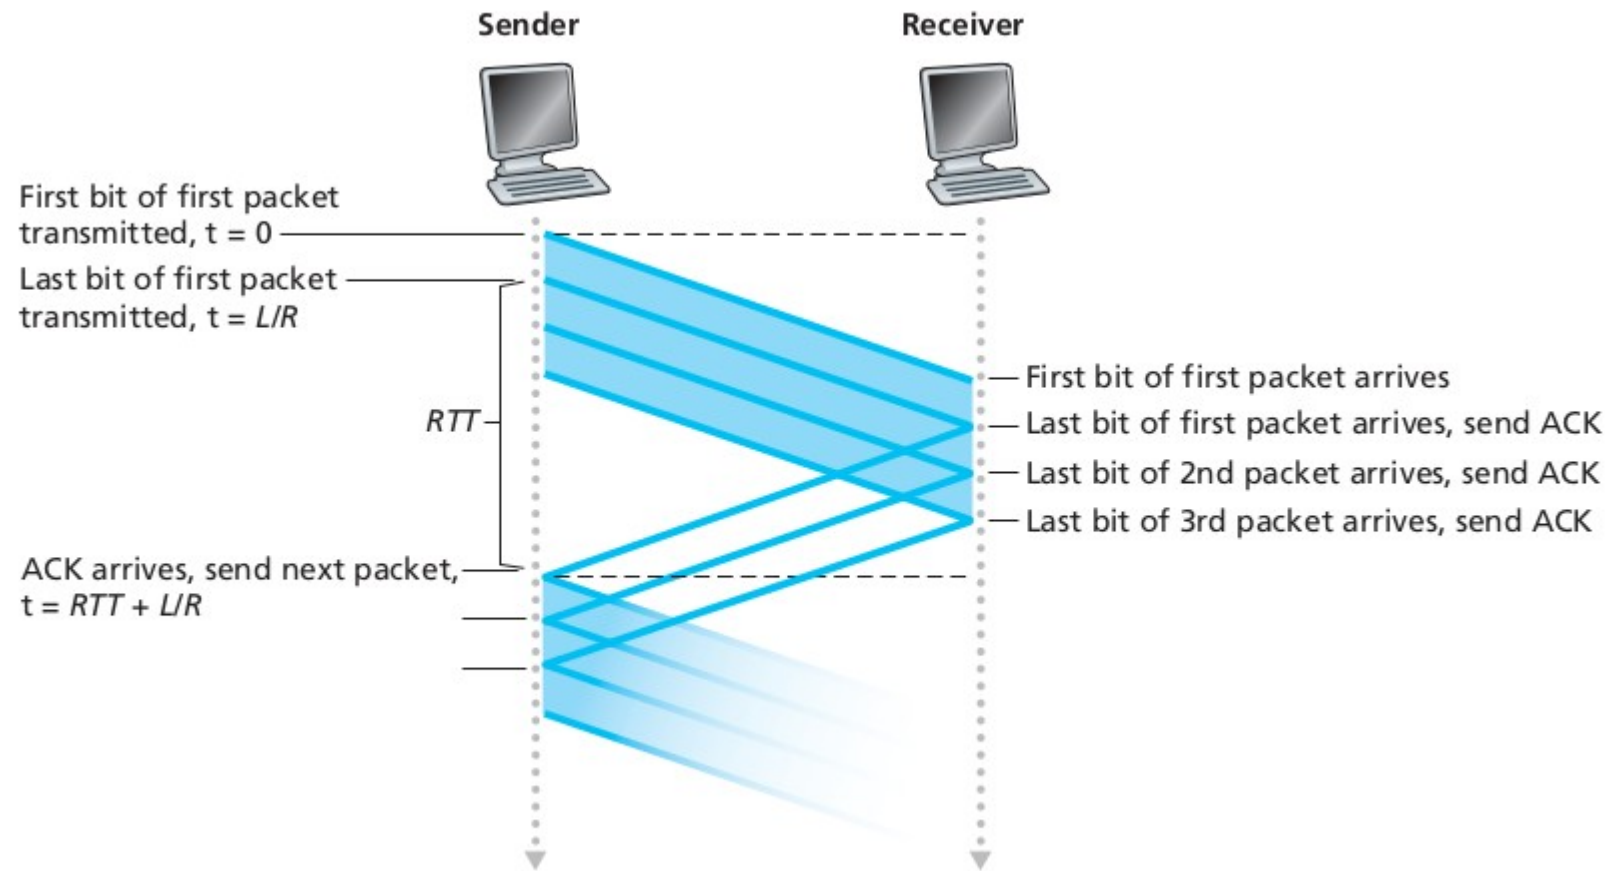 Sender
Receiver
First bit of first packet
transmitted, t = 0
Last bit of first packet
transmitted, t = L/R
First bit of first packet arrives
RTT
Last bit of first packet arrives, send ACK
Last bit of 2nd packet arrives, send ACK
Last bit of 3rd packet arrives, send ACK
ACK arrives, send next packet,
t = RTT + L/R